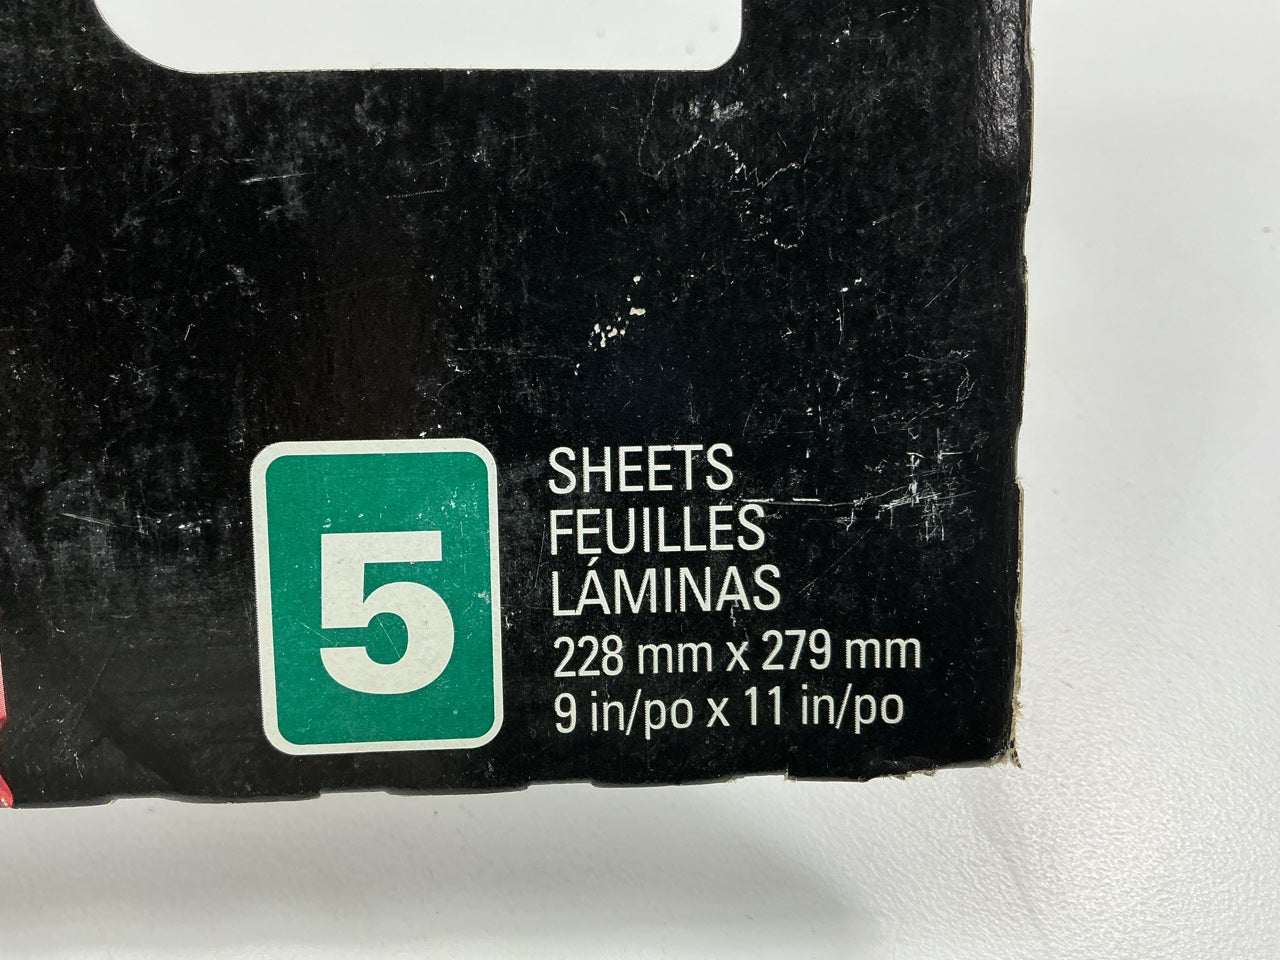 5
SHEETS
FEUILLES
LÁMINAS
228 mm x 279 mm
9 in/po x 11 in/po